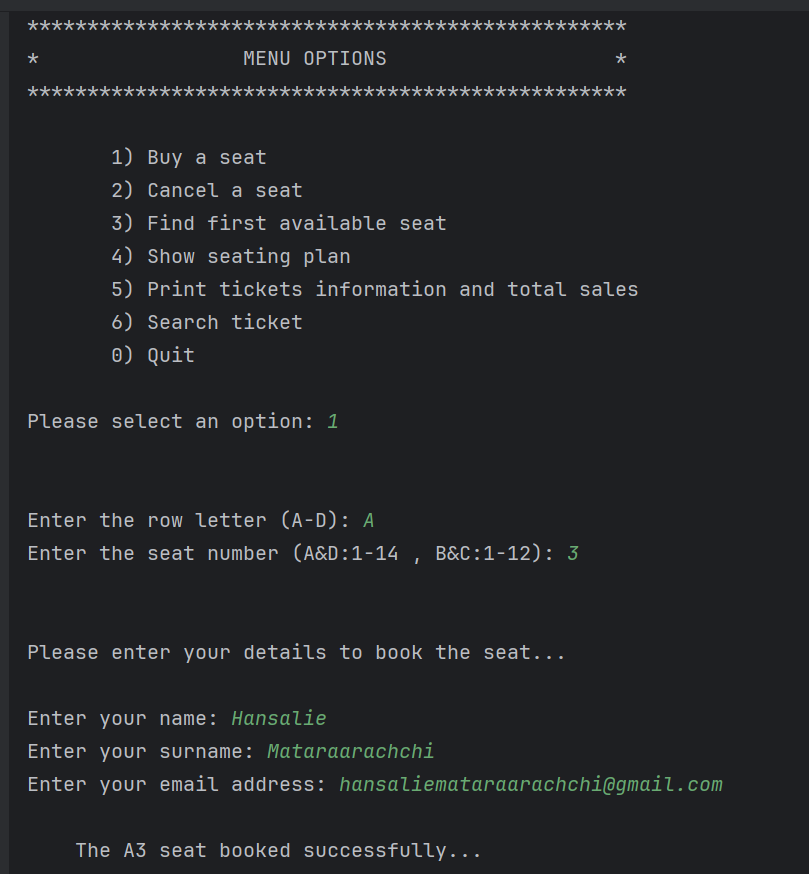 **************************************************
*                 MENU OPTIONS                   *
**************************************************
1) Buy a seat
2) Cancel a seat
3) Find first available seat
4) Show seating plan
5) Print tickets information and total sales
6) Search ticket
0) Quit
Please select an option: 1
Enter the row letter (A-D): A
Enter the seat number (A&D:1-14 , B&C:1-12): 3
Please enter your details to book the seat...
Enter your name: Hansalie
Enter your surname: Mataraarachchi
Enter your email address: hansaliemataraarachchi@gmail.com
The A3 seat booked successfully...